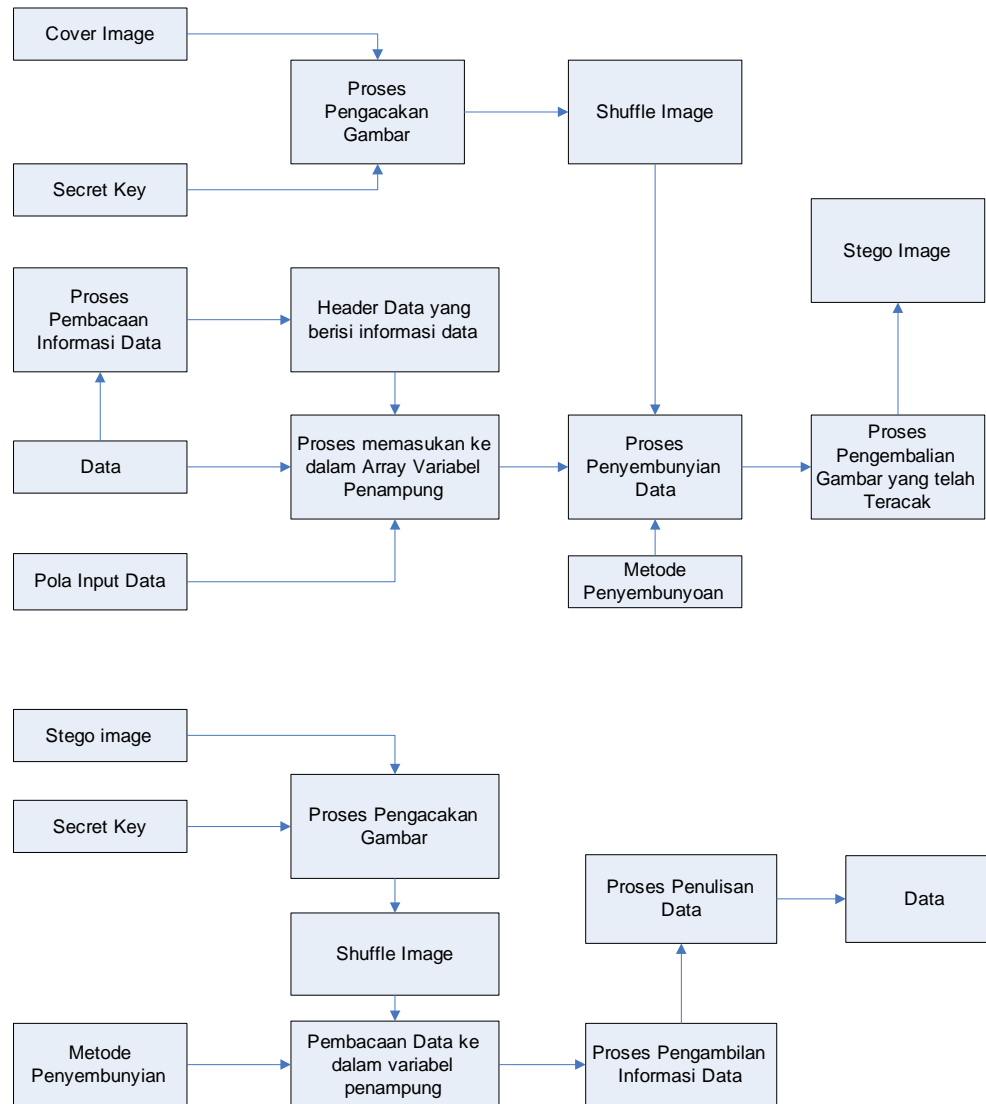 Cover Image
Proses
Pengacakan
Gambar
Shuffle Image
Secret Key
Stego Image
Proses
Pembacaan
Informasi Data
Header Data yang
berisi informasi data
Data
Proses memasukan ke
dalam Array Variabel
Penampung
Proses
Penyembunyian
Data
Proses
Pengembalian
Gambar yang telah
Teracak
Pola Input Data
Metode
Penyembunyoan
Stego image
Secret Key
Proses Pengacakan
Gambar
Shuffle Image
Proses Penulisan
Data
Data
Metode
Penyembunyian
Pembacaan Data ke
dalam variabel
penampung
Proses Pengambilan
Informasi Data